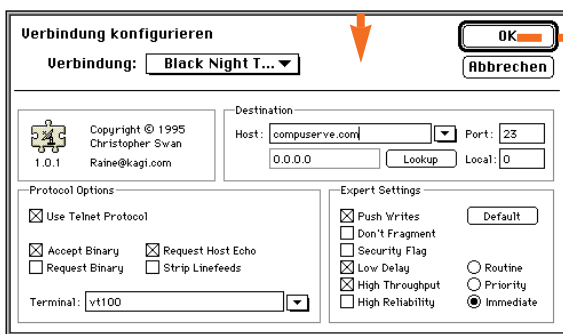 Verbindung konfigurieren
OK
Verbindung: Black Night T...
Abbrechen
Destination
Copyright © 1995
Christopher Swan
1.0.1 Raine@kagi.com
Host: compuserve.com Port: 23
0.0.0.0 Lookup Local: 0
Protocol Options
Use Telnet Protocol
Accept Binary Request Host Echo
Request Binary Strip Linefeeds
Terminal: vt100
Expert Settings
Push Writes Default
Don't Fragment
Security Flag
Low Delay Routine
High Throughput Priority
High Reliability Immediate